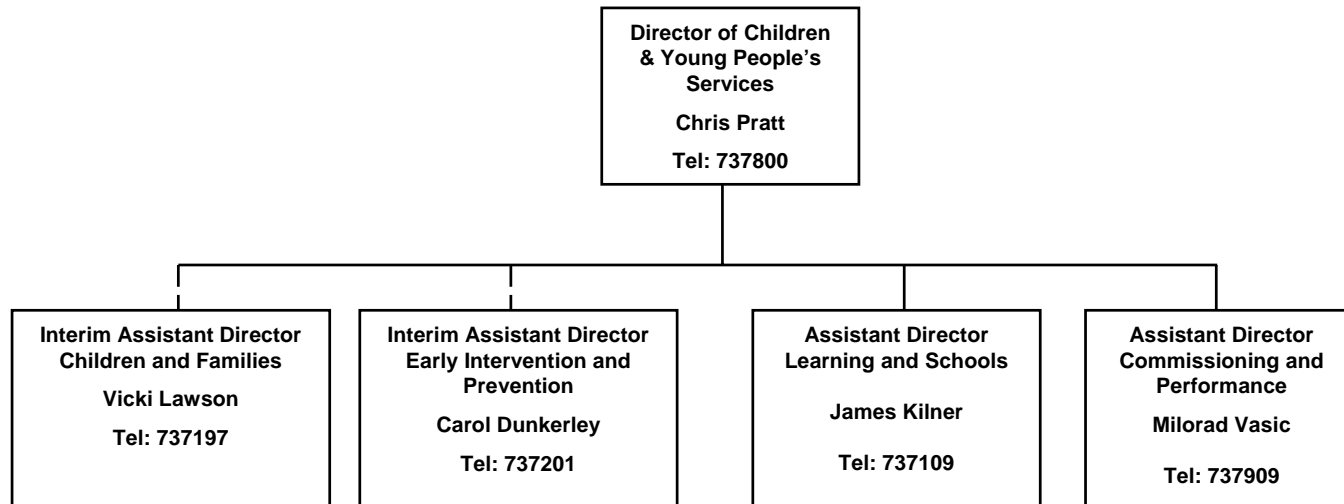 Director of Children
& Young People’s
Services
Chris Pratt
Tel: 737800
Interim Assistant Director
Children and Families
Vicki Lawson
Tel: 737197
Interim Assistant Director
Early Intervention and
Prevention
Carol Dunkerley
Tel: 737201
Assistant Director
Learning and Schools
James Kilner
Tel: 737109
Assistant Director
Commissioning and
Performance
Milorad Vasic
Tel: 737909